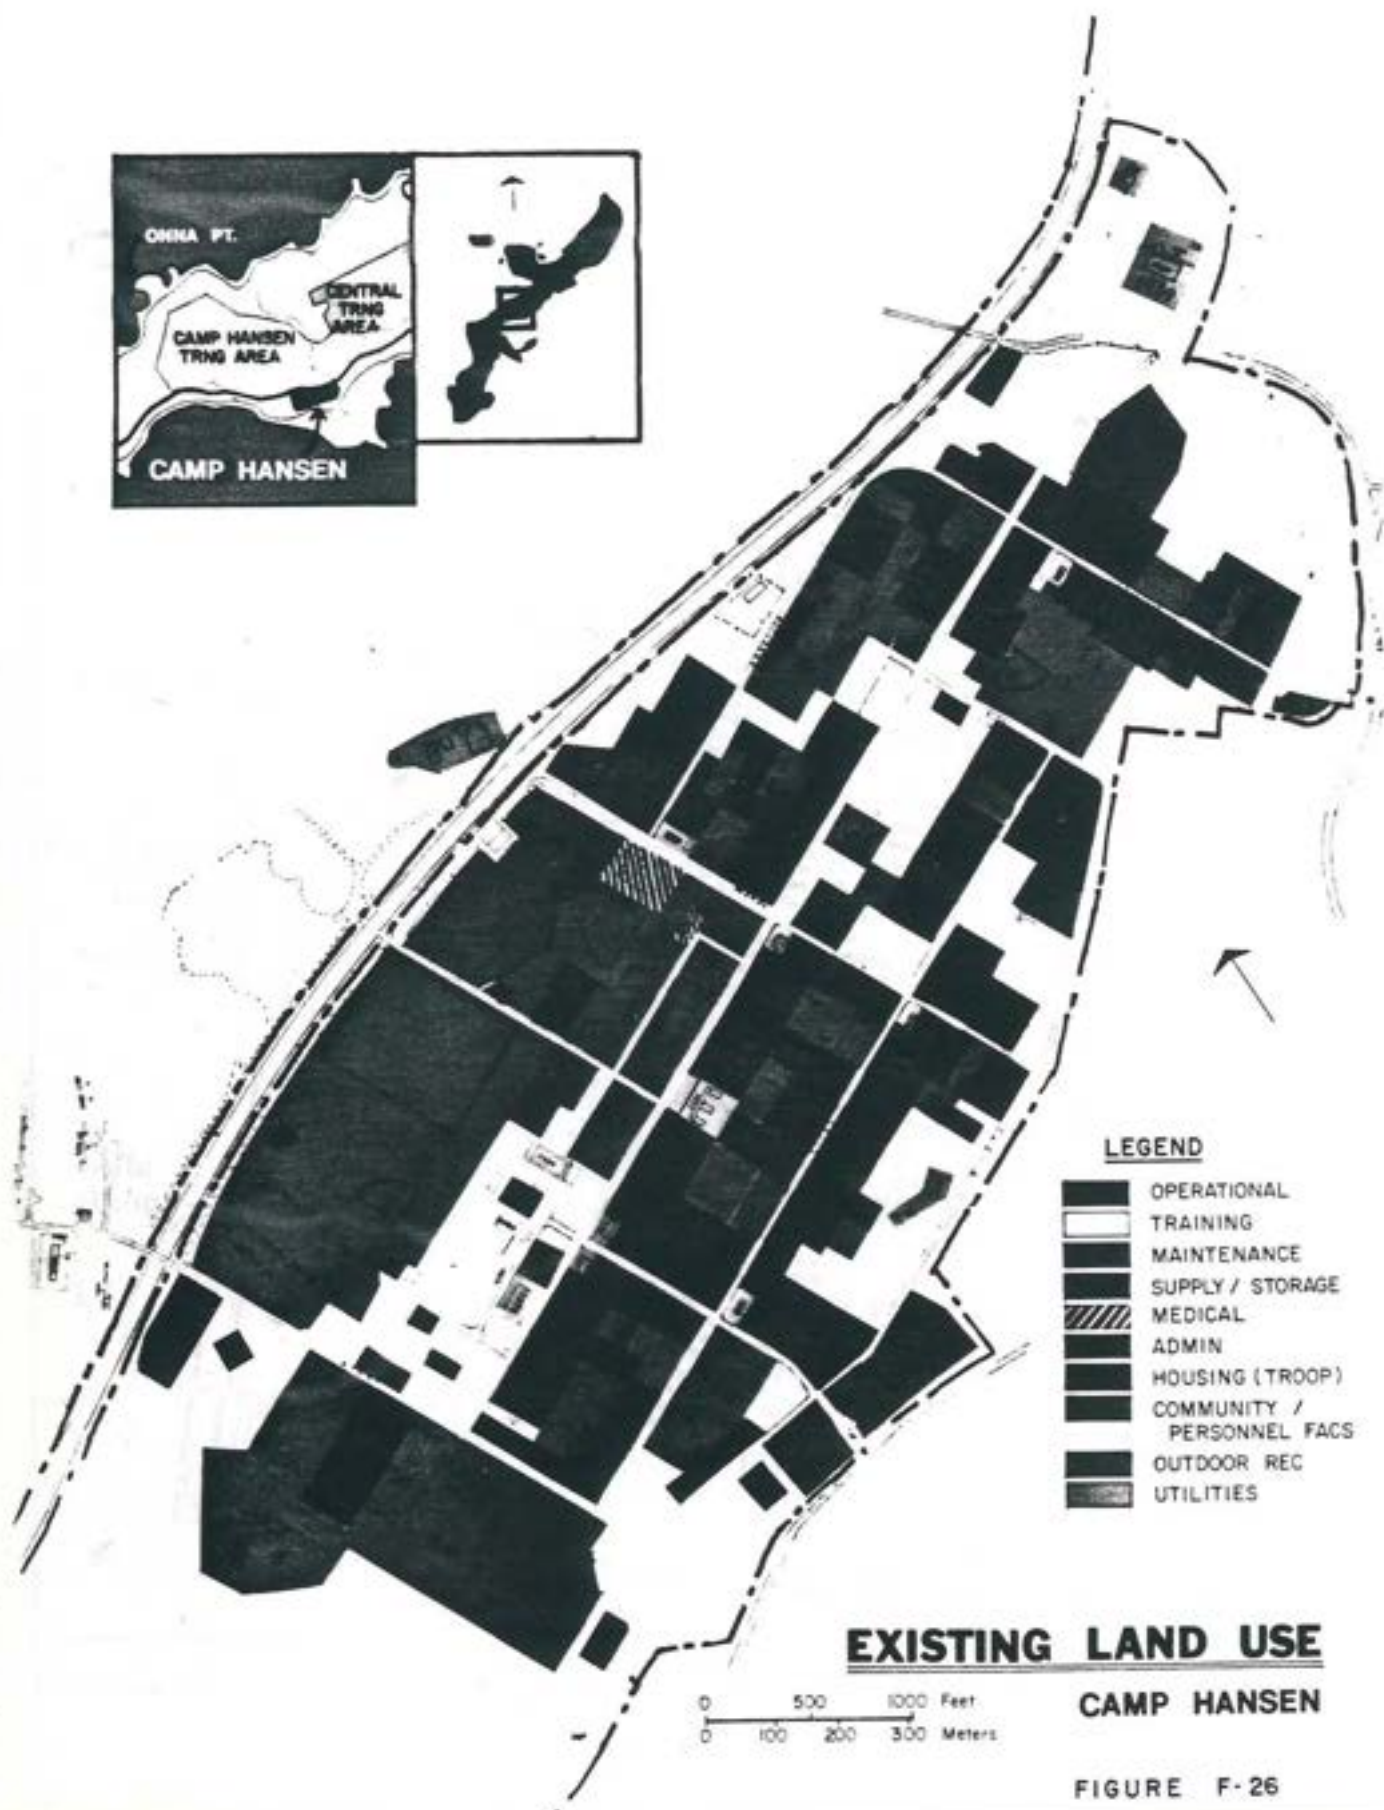 ONNA PT.
CENTRAL
TRNG
AREA
CAMP HANSEN
TRNG AREA
CAMP HANSEN
LEGEND
OPERATIONAL
TRAINING
MAINTENANCE
SUPPLY / STORAGE
MEDICAL
ADMIN
HOUSING (TROOP)
COMMUNITY /
PERSONNEL FACS
OUTDOOR REC
UTILITIES
EXISTING LAND USE
CAMP HANSEN
0 500 1000 Feet
0 100 200 300 Meters
FIGURE F-26